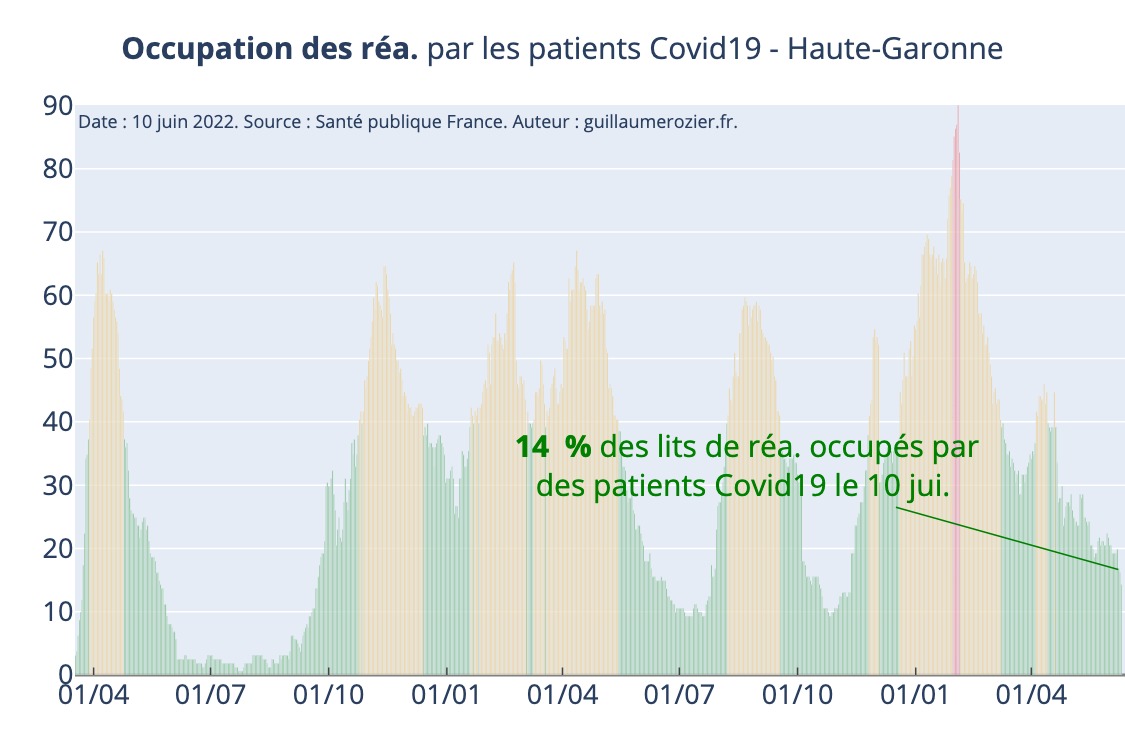 Occupation des réa. par les patients Covid19 - Haute-Garonne
90
Date : 10 juin 2022. Source : Santé publique France. Auteur : guillaumerozier.fr.
80
70
60
50
40
14 % des lits de réa. occupés par
des patients Covid19 le 10 jui.
30
20
10
0
01/04 01/07 01/10 01/01 01/04 01/07 01/10 01/01 01/04